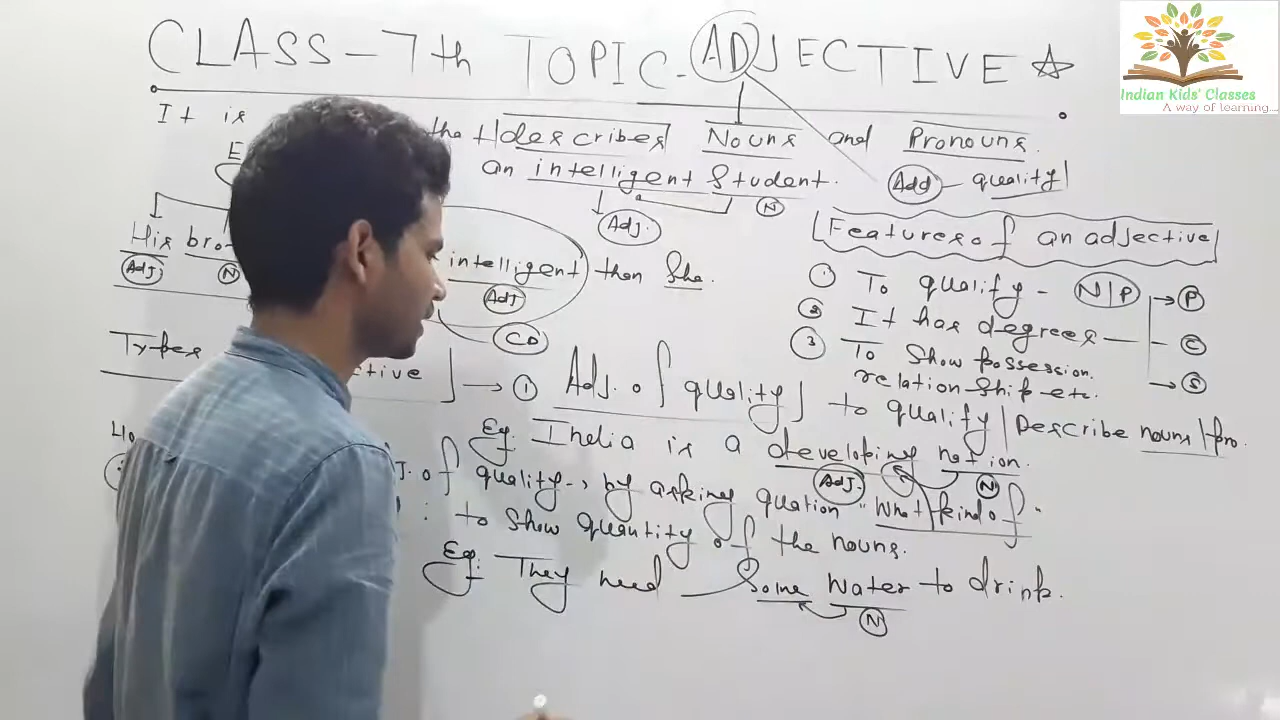 CLASS-7th TOPIC-ADJECTIVE
Indian Kids' Classes
A way of learning....
It is the describes Nouns and Pronouns.
E an intelligent Student. Add - quality
Adj. N
Features of an adjective
His bro intelligent than She.
Adj N Adj
CD
① To qualify - N/P → P
② It has degrees - C
③ To Show possession. → S
relationship etc.
Types ctive → ① Adj. of quality to qualify/Describe nouns/pro.
Eg. India is a developing nation.
Adj. N
Ho J. of quality -, by asking quation "What kind of"
: to show quantity of the nouns.
Eg. They need some Water to drink.
N